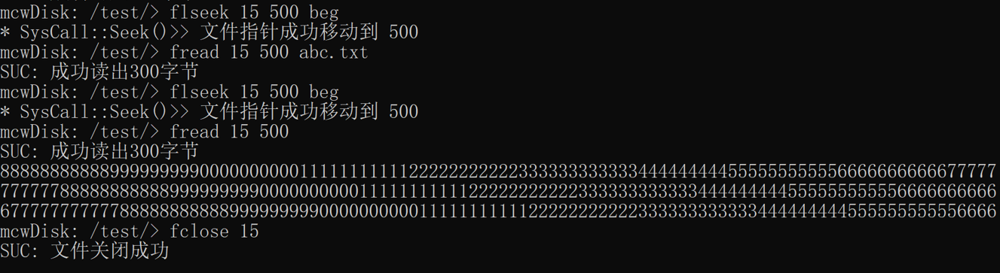 mcwDisk: /test/> flseek 15 500 beg
* SysCall::Seek()>> 文件指针成功移动到 500
mcwDisk: /test/> fread 15 500 abc.txt
SUC: 成功读出300字节
mcwDisk: /test/> flseek 15 500 beg
* SysCall::Seek()>> 文件指针成功移动到 500
mcwDisk: /test/> fread 15 500
SUC: 成功读出300字节
8888888888899999999900000000001111111111122222222222333333333333444444444555555555556666666666677777
7777778888888888899999999900000000001111111111122222222222333333333333444444444555555555556666666666
6777777777778888888888899999999900000000001111111111122222222222333333333333444444444555555555556666
mcwDisk: /test/> fclose 15
SUC: 文件关闭成功